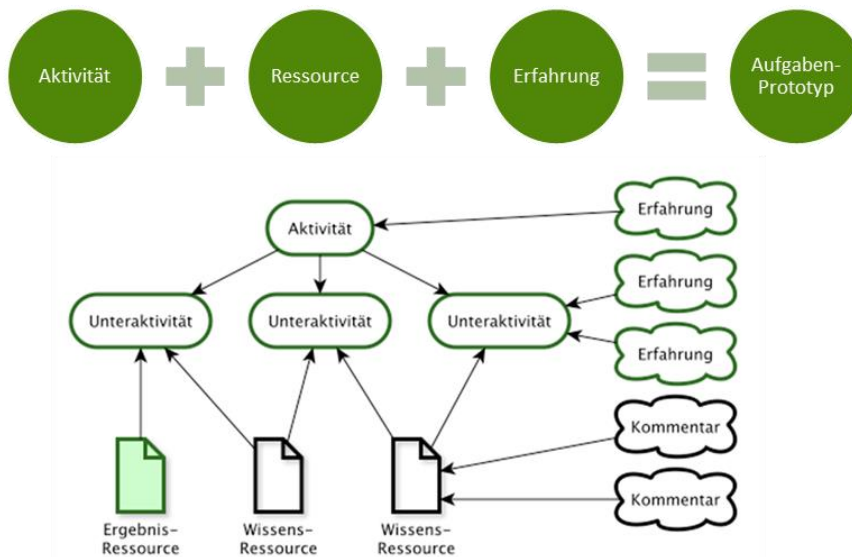 Aktivität
Ressource
Erfahrung
Aufgaben-
Prototyp
Aktivität
Erfahrung
Erfahrung
Unteraktivität
Unteraktivität
Unteraktivität
Erfahrung
Kommentar
Kommentar
Ergebnis-
Ressource
Wissens-
Ressource
Wissens-
Ressource